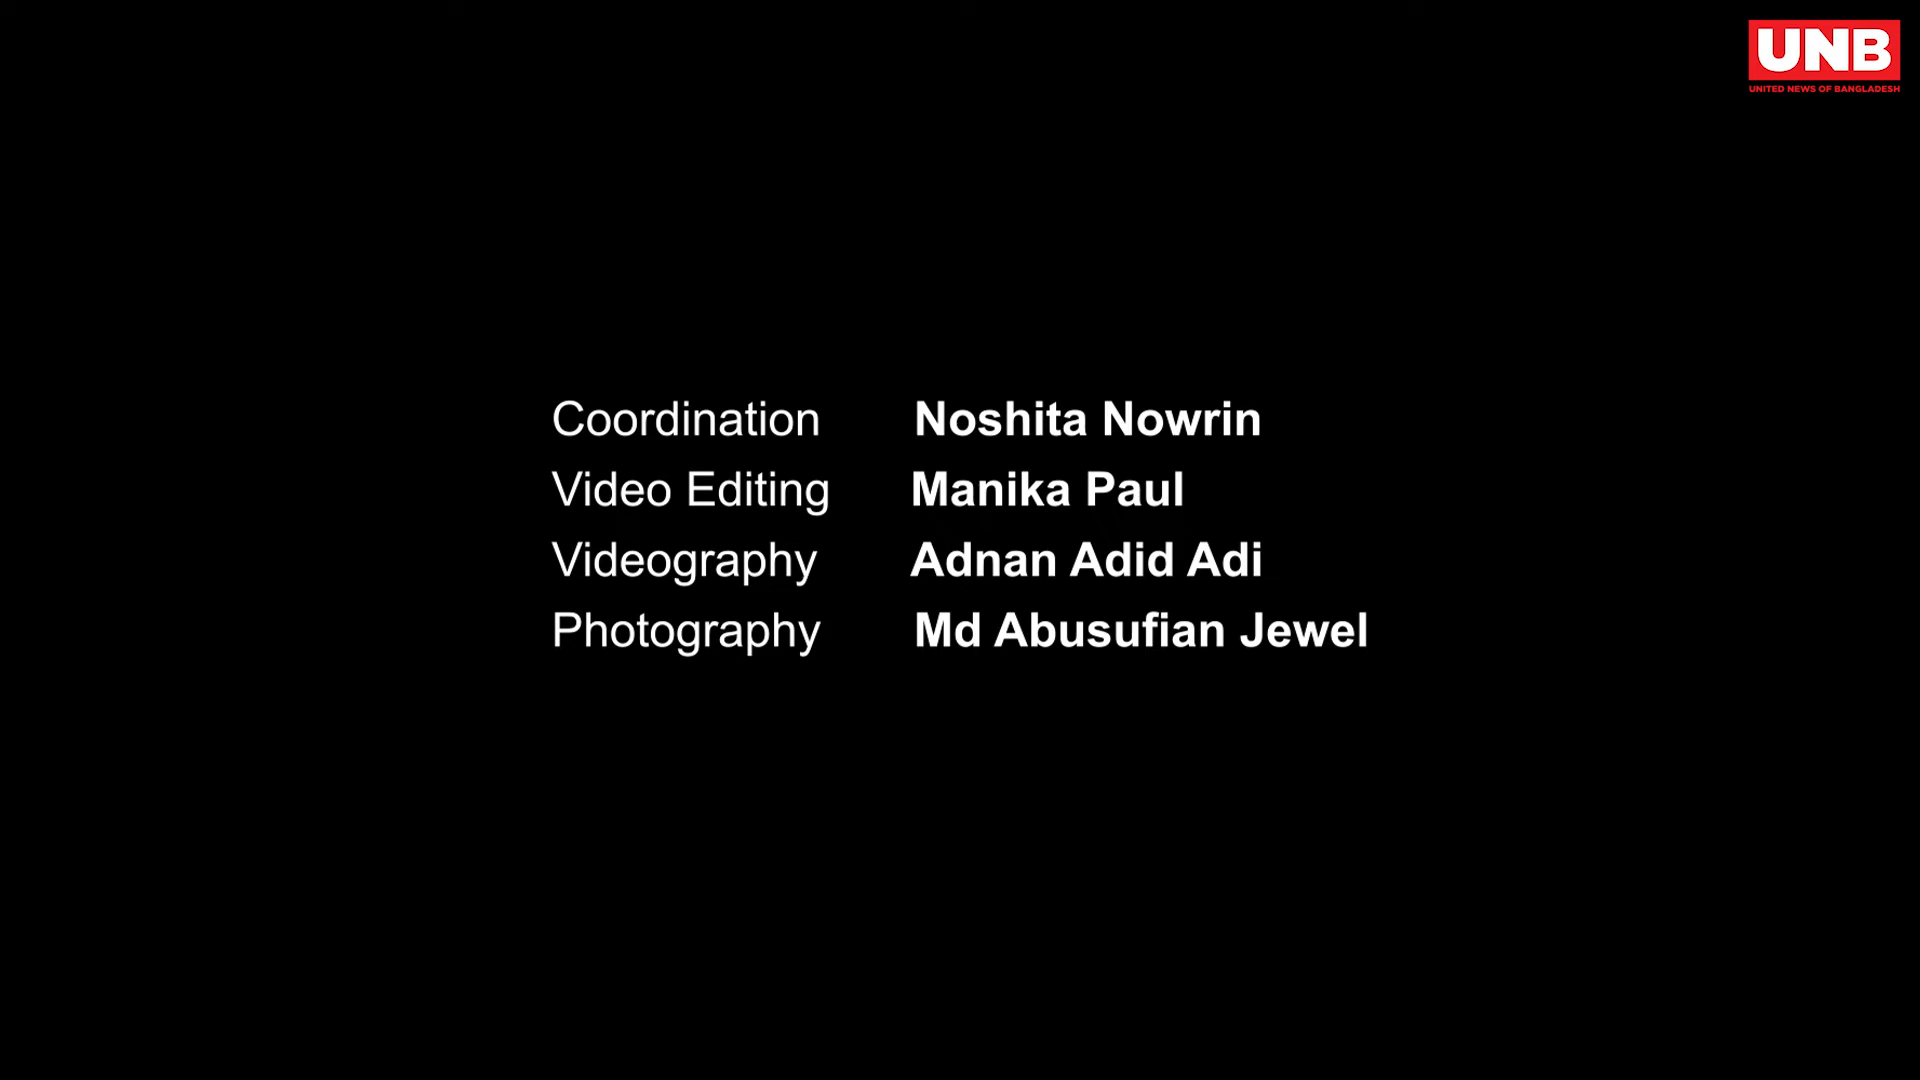 UNB
UNITED NEWS OF BANGLADESH
Coordination Noshita Nowrin
Video Editing Manika Paul
Videography Adnan Adid Adi
Photography Md Abusufian Jewel